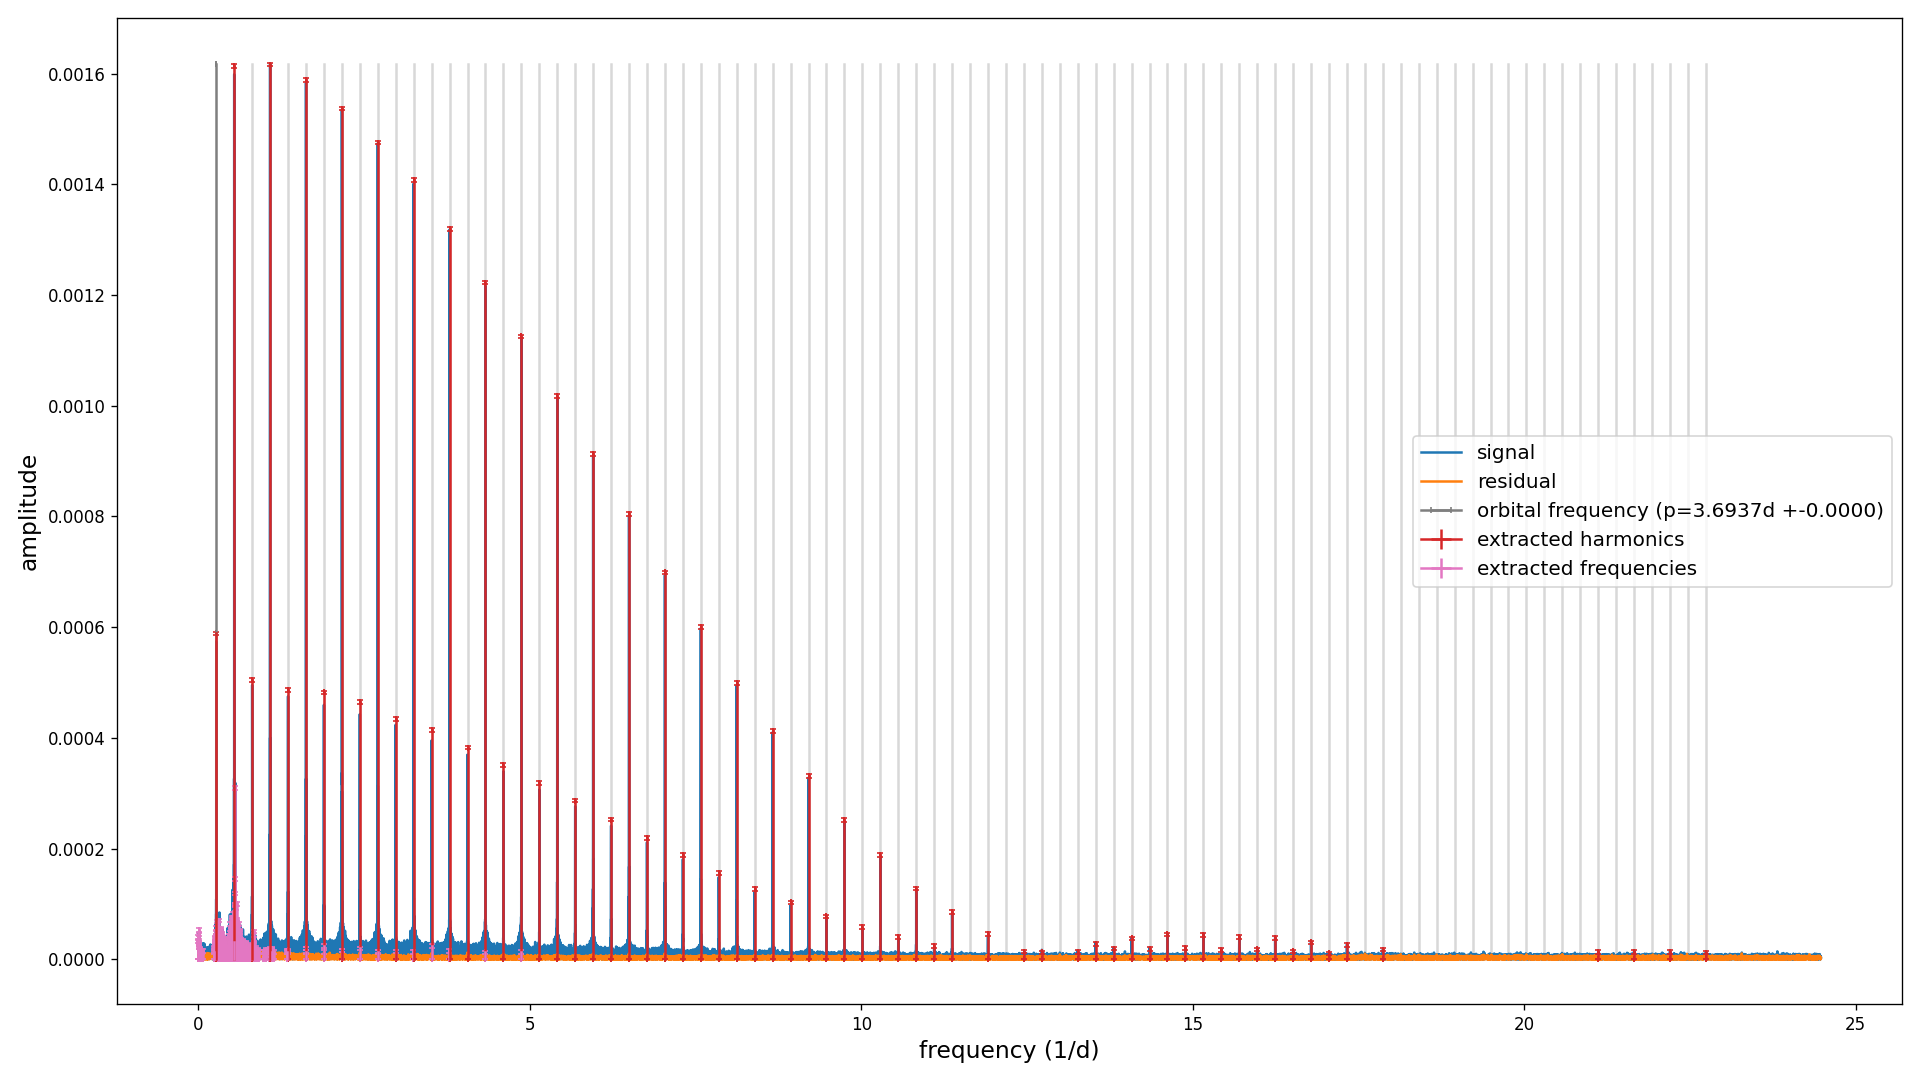 0.0016
0.0014
0.0012
0.0010
0.0008
0.0006
0.0004
0.0002
0.0000
amplitude
signal
residual
orbital frequency (p=3.6937d +-0.0000)
extracted harmonics
extracted frequencies
0 5 10 15 20 25
frequency (1/d)